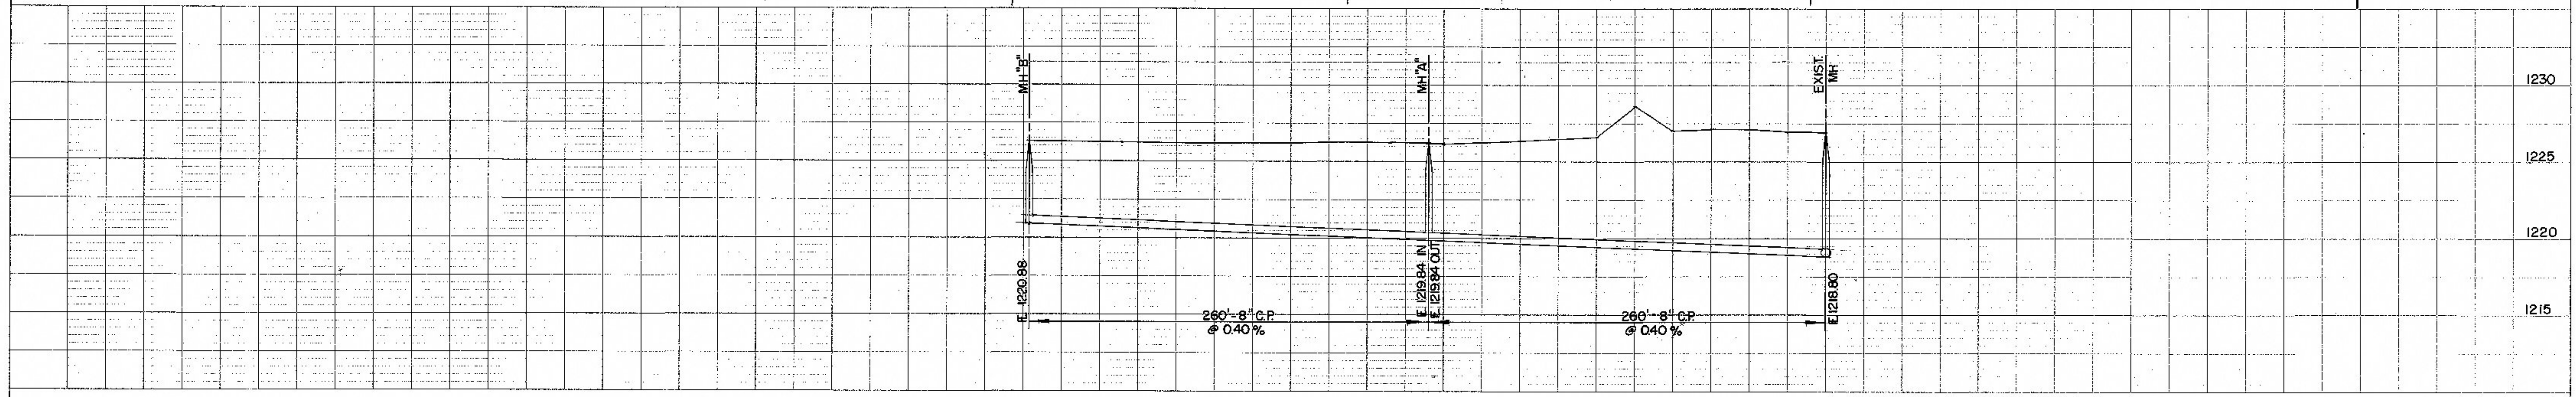 MH "B"
MH "A"
EXIST.
MH
1230
1225
1220
1215
FL 1220.88
E. 1219.84 IN
E. 1219.84 OUT
E. 1218.80
260'-8" C.P.
@ 0.40 %
260'-8" C.P.
@ 0.40 %